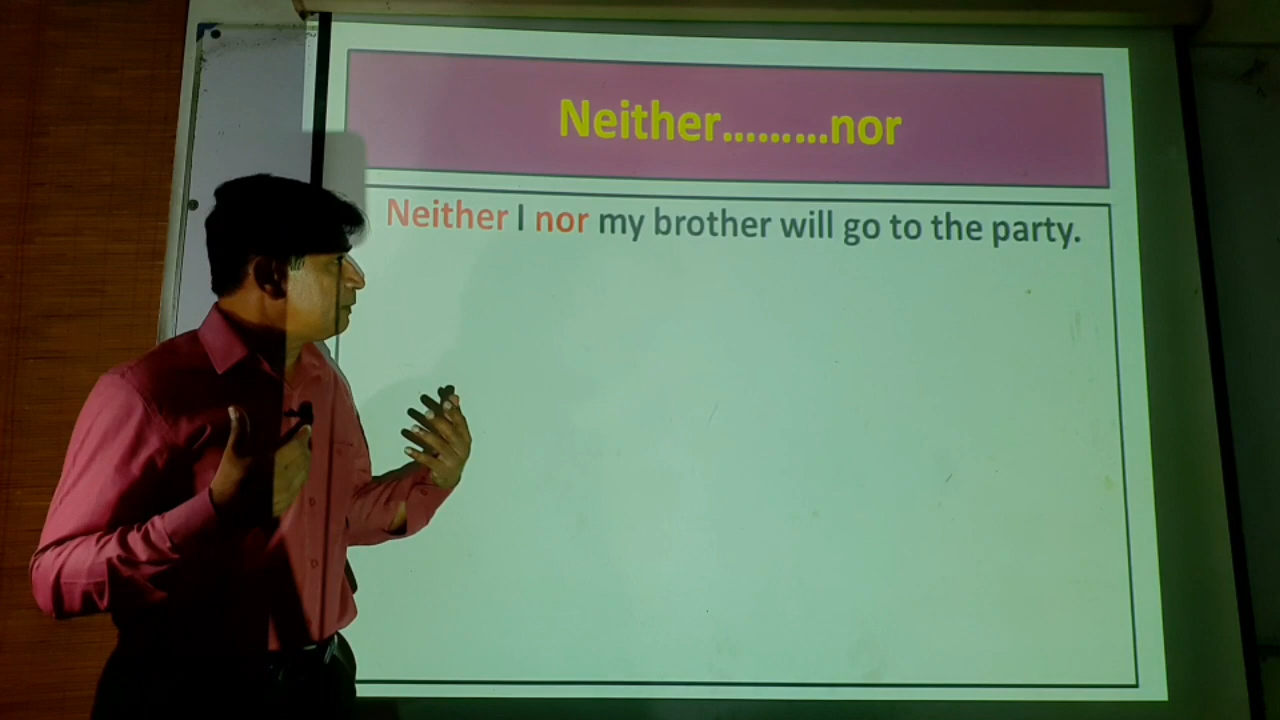 Neither.........nor
Neither I nor my brother will go to the party.